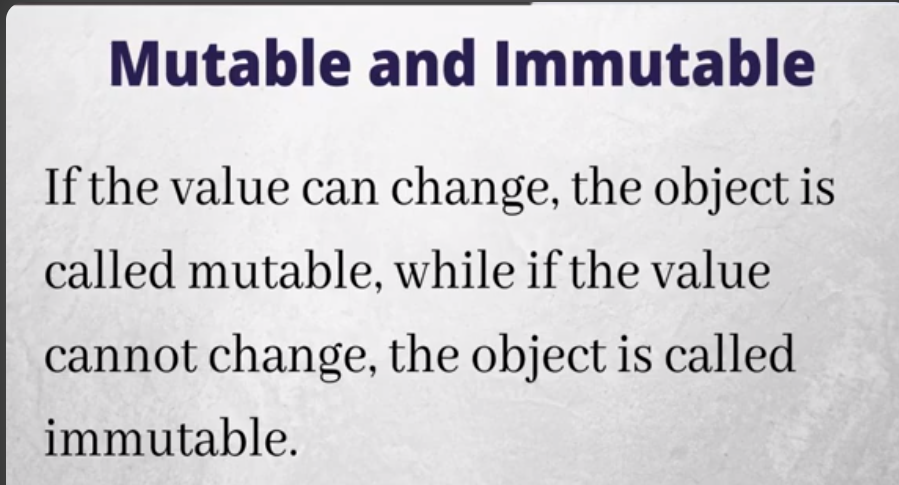 Mutable and Immutable
If the value can change, the object is
called mutable, while if the value
cannot change, the object is called
immutable.